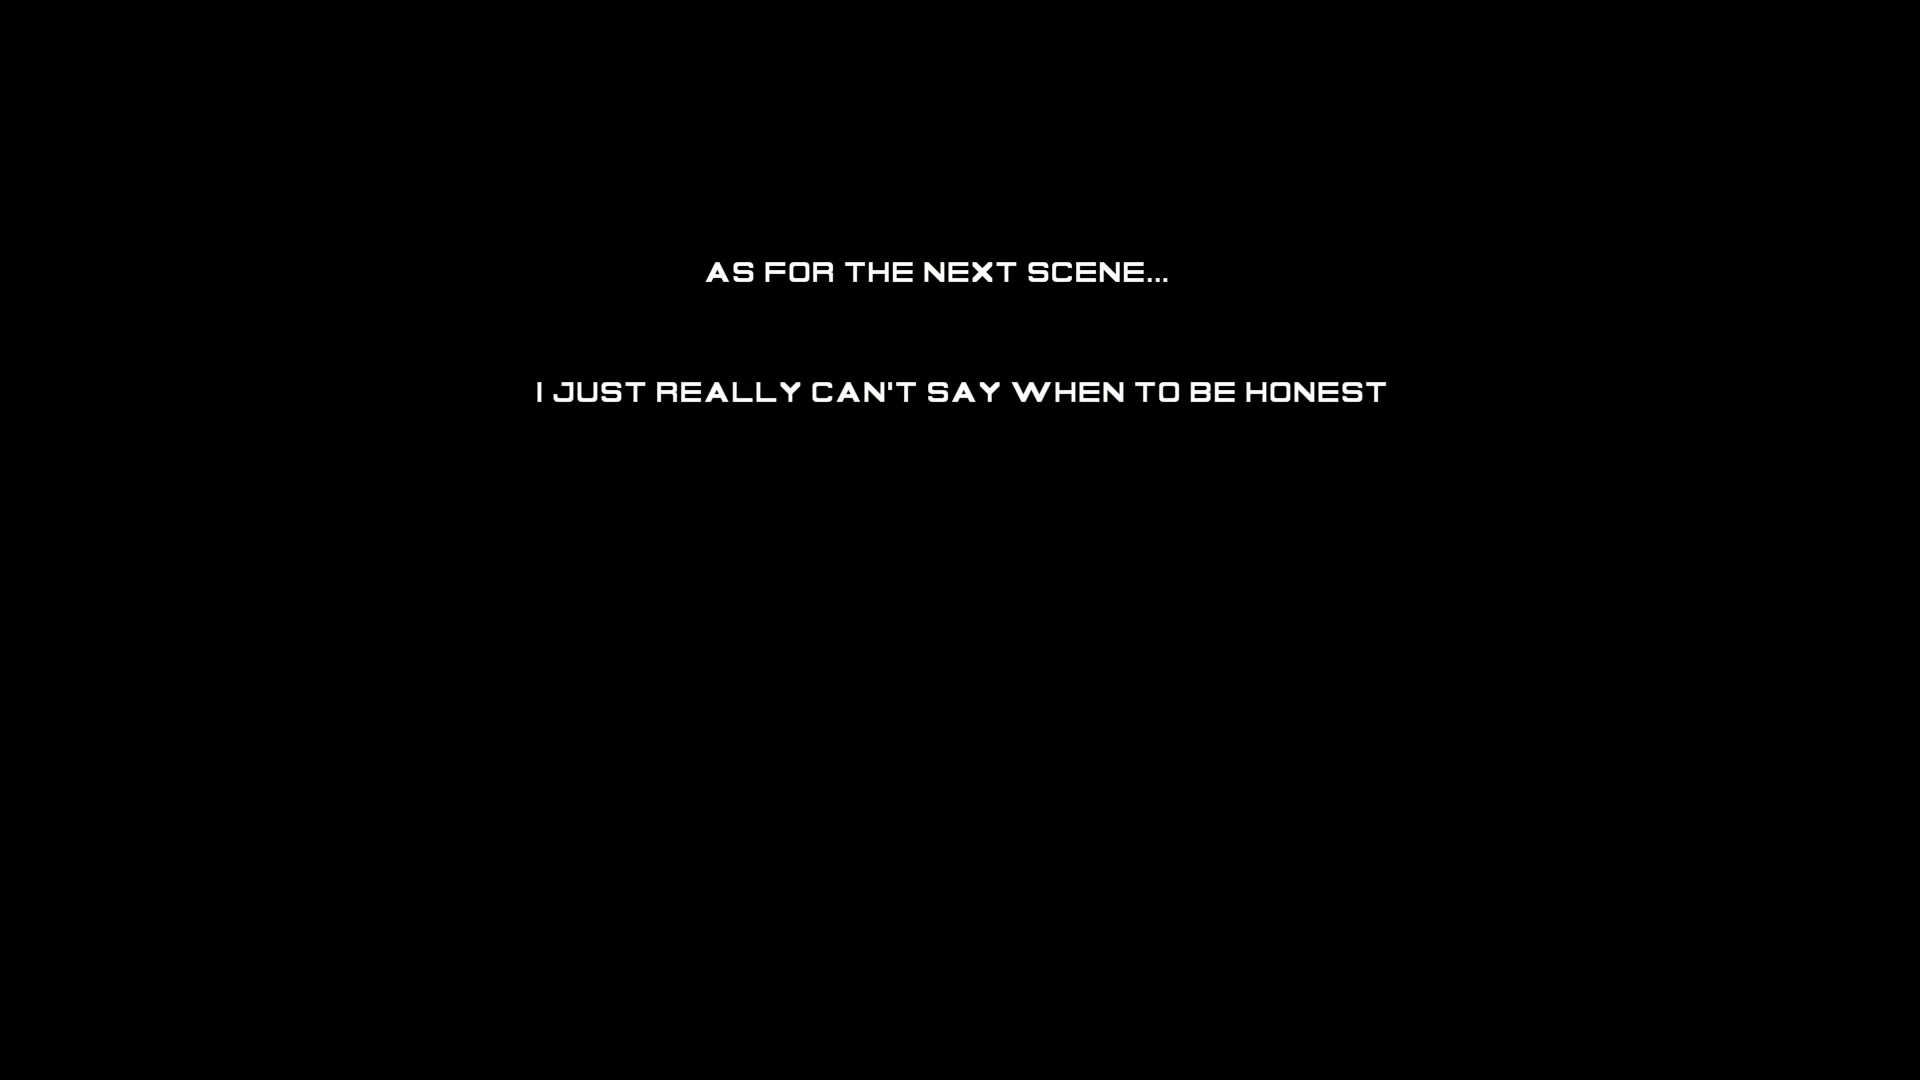 AS FOR THE NEXT SCENE...
I JUST REALLY CAN'T SAY WHEN TO BE HONEST